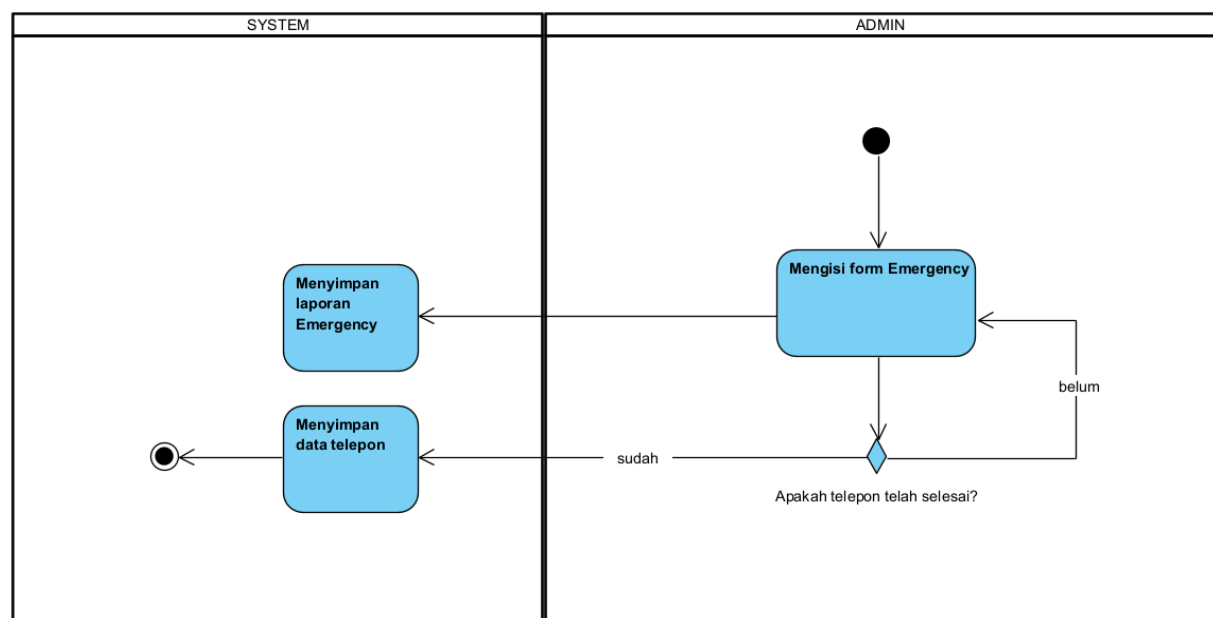 SYSTEM
ADMIN
Mengisi form Emergency
Menyimpan
laporan
Emergency
belum
Menyimpan
data telepon
sudah
Apakah telepon telah selesai?